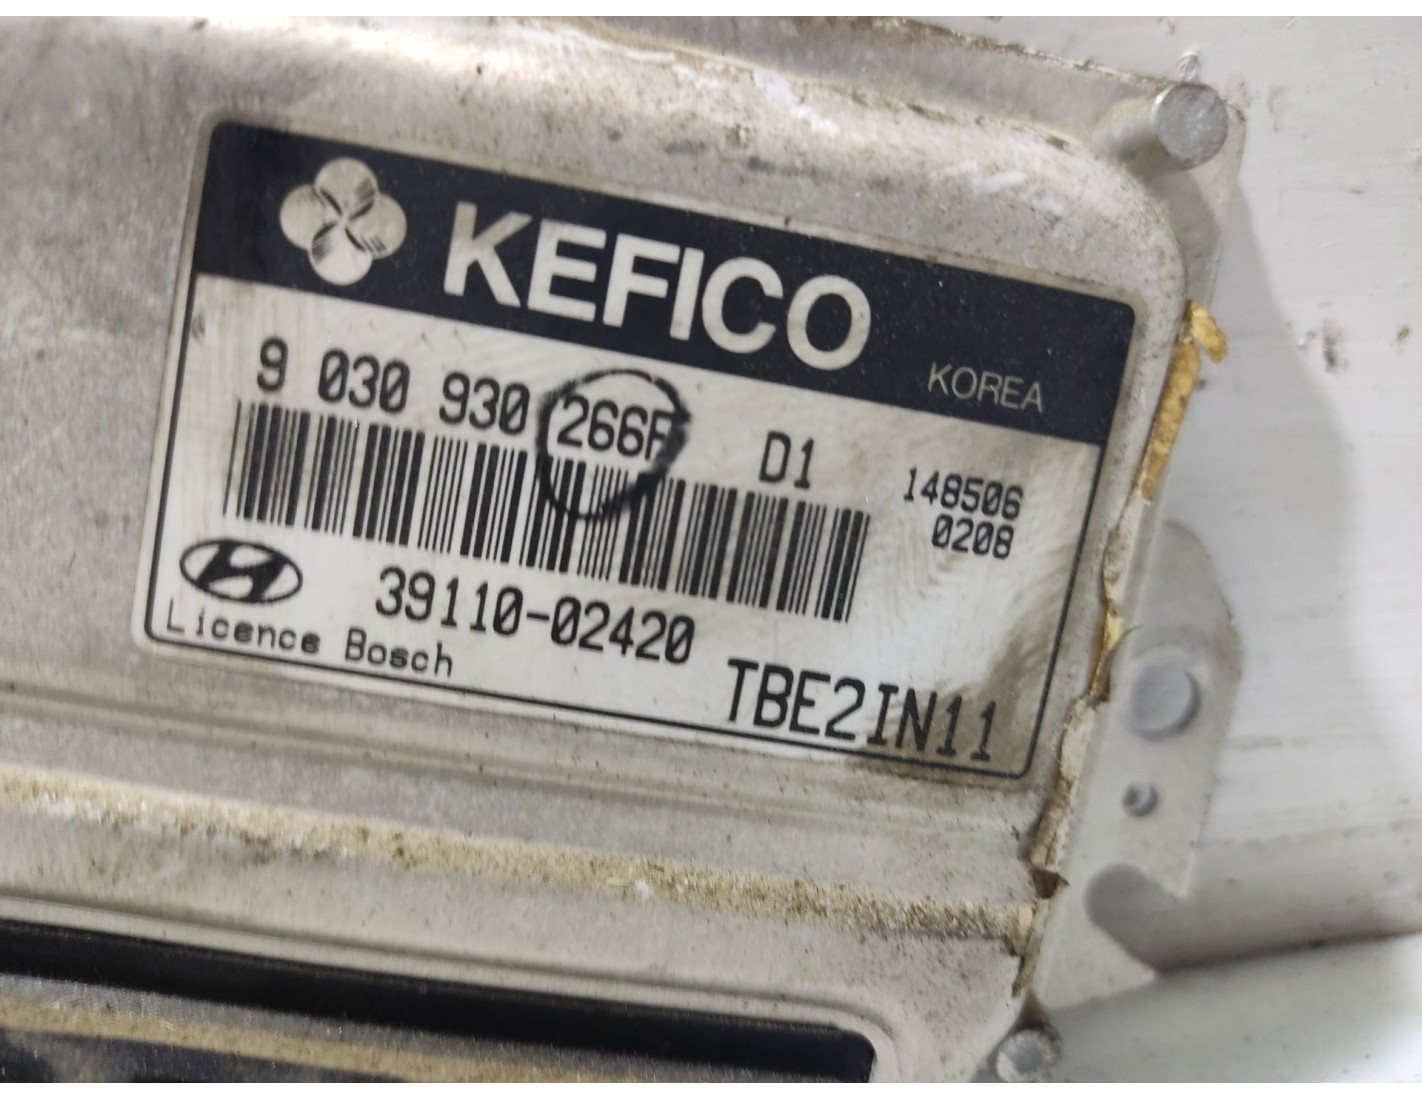 KEFICO
KOREA
9 030 930 266F D1
148506
0208
39110-02420
Licence Bosch
TBE2IN11